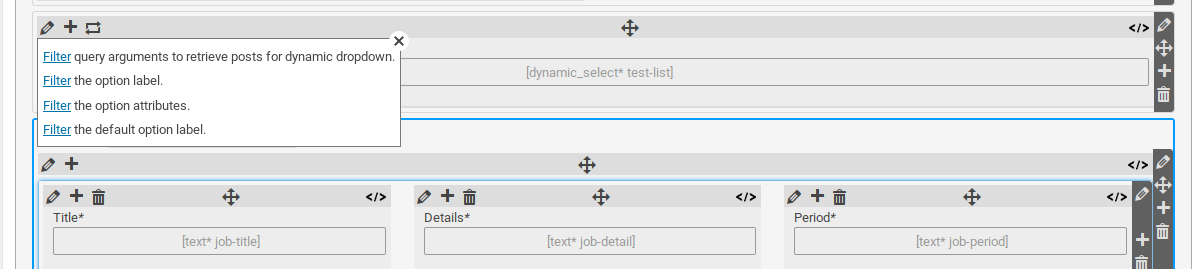 </>
Filter query arguments to retrieve posts for dynamic dropdown.
Filter the option label.
[dynamic_select* test-list]
Filter the option attributes.
Filter the default option label.
</>
</> </> </>
Title* Details* Period*
[text* job-title] [text* job-detail] [text* job-period]